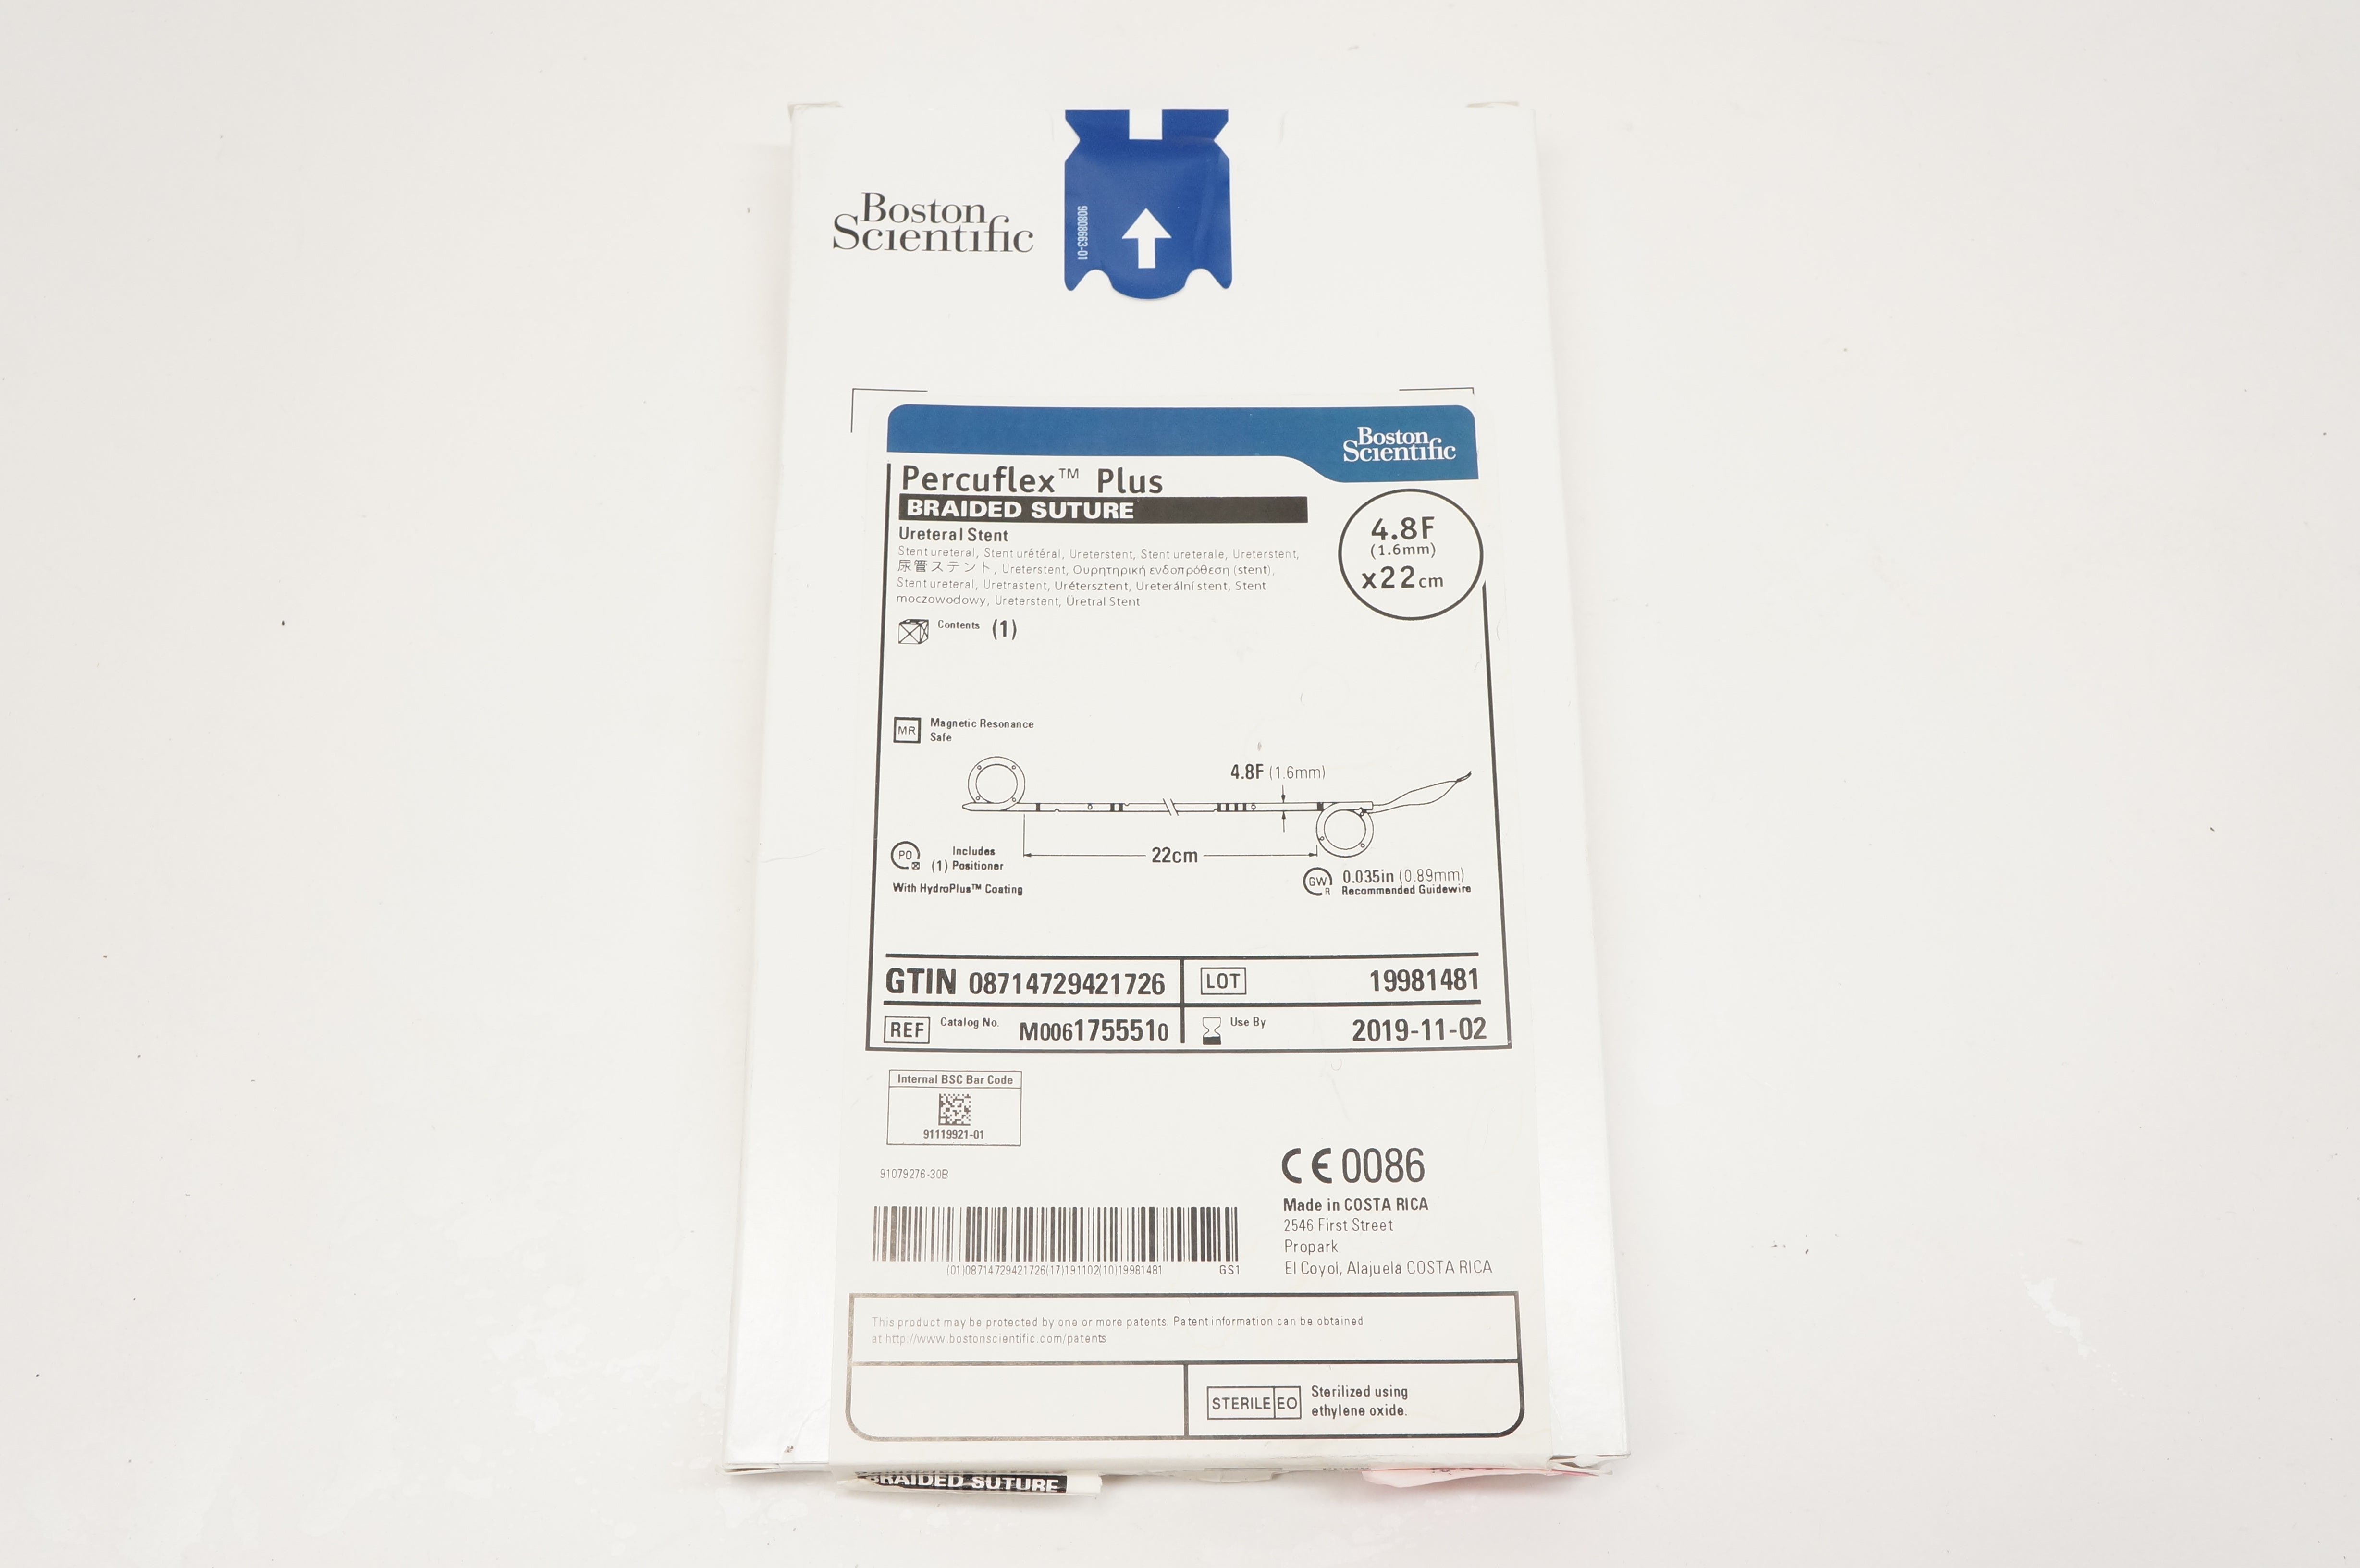 Boston
Scientific
90808663-01
Boston
Scientific
Percuflex™ Plus
BRAIDED SUTURE
Ureteral Stent
Stent ureteral, Stent urétéral, Ureterstent, Stent ureterale, Ureterstent,
尿管ステント, Ureterstent, Ουρητηρική ενδοπρόθεση (stent),
Stent ureteral, Uretrastent, Urétersztent, Ureterální stent, Stent
moczowodowy, Ureterstent, Üretral Stent
4.8F
(1.6mm)
x22cm
Contents (1)
MR Magnetic Resonance
Safe
4.8F (1.6mm)
22cm
PO Includes
(1) Positioner
With HydroPlus™ Coating
GW R 0.035in (0.89mm)
Recommended Guidewire
GTIN 08714729421726 LOT 19981481
REF Catalog No. M0061755510 Use By 2019-11-02
Internal BSC Bar Code
91119921-01
91079276-30B
CE 0086
Made in COSTA RICA
2546 First Street
Propark
El Coyol, Alajuela COSTA RICA
(01)08714729421726(17)191102(10)19981481 GS1
This product may be protected by one or more patents. Patent information can be obtained
at http://www.bostonscientific.com/patents
STERILE EO Sterilized using
ethylene oxide.
BRAIDED SUTURE